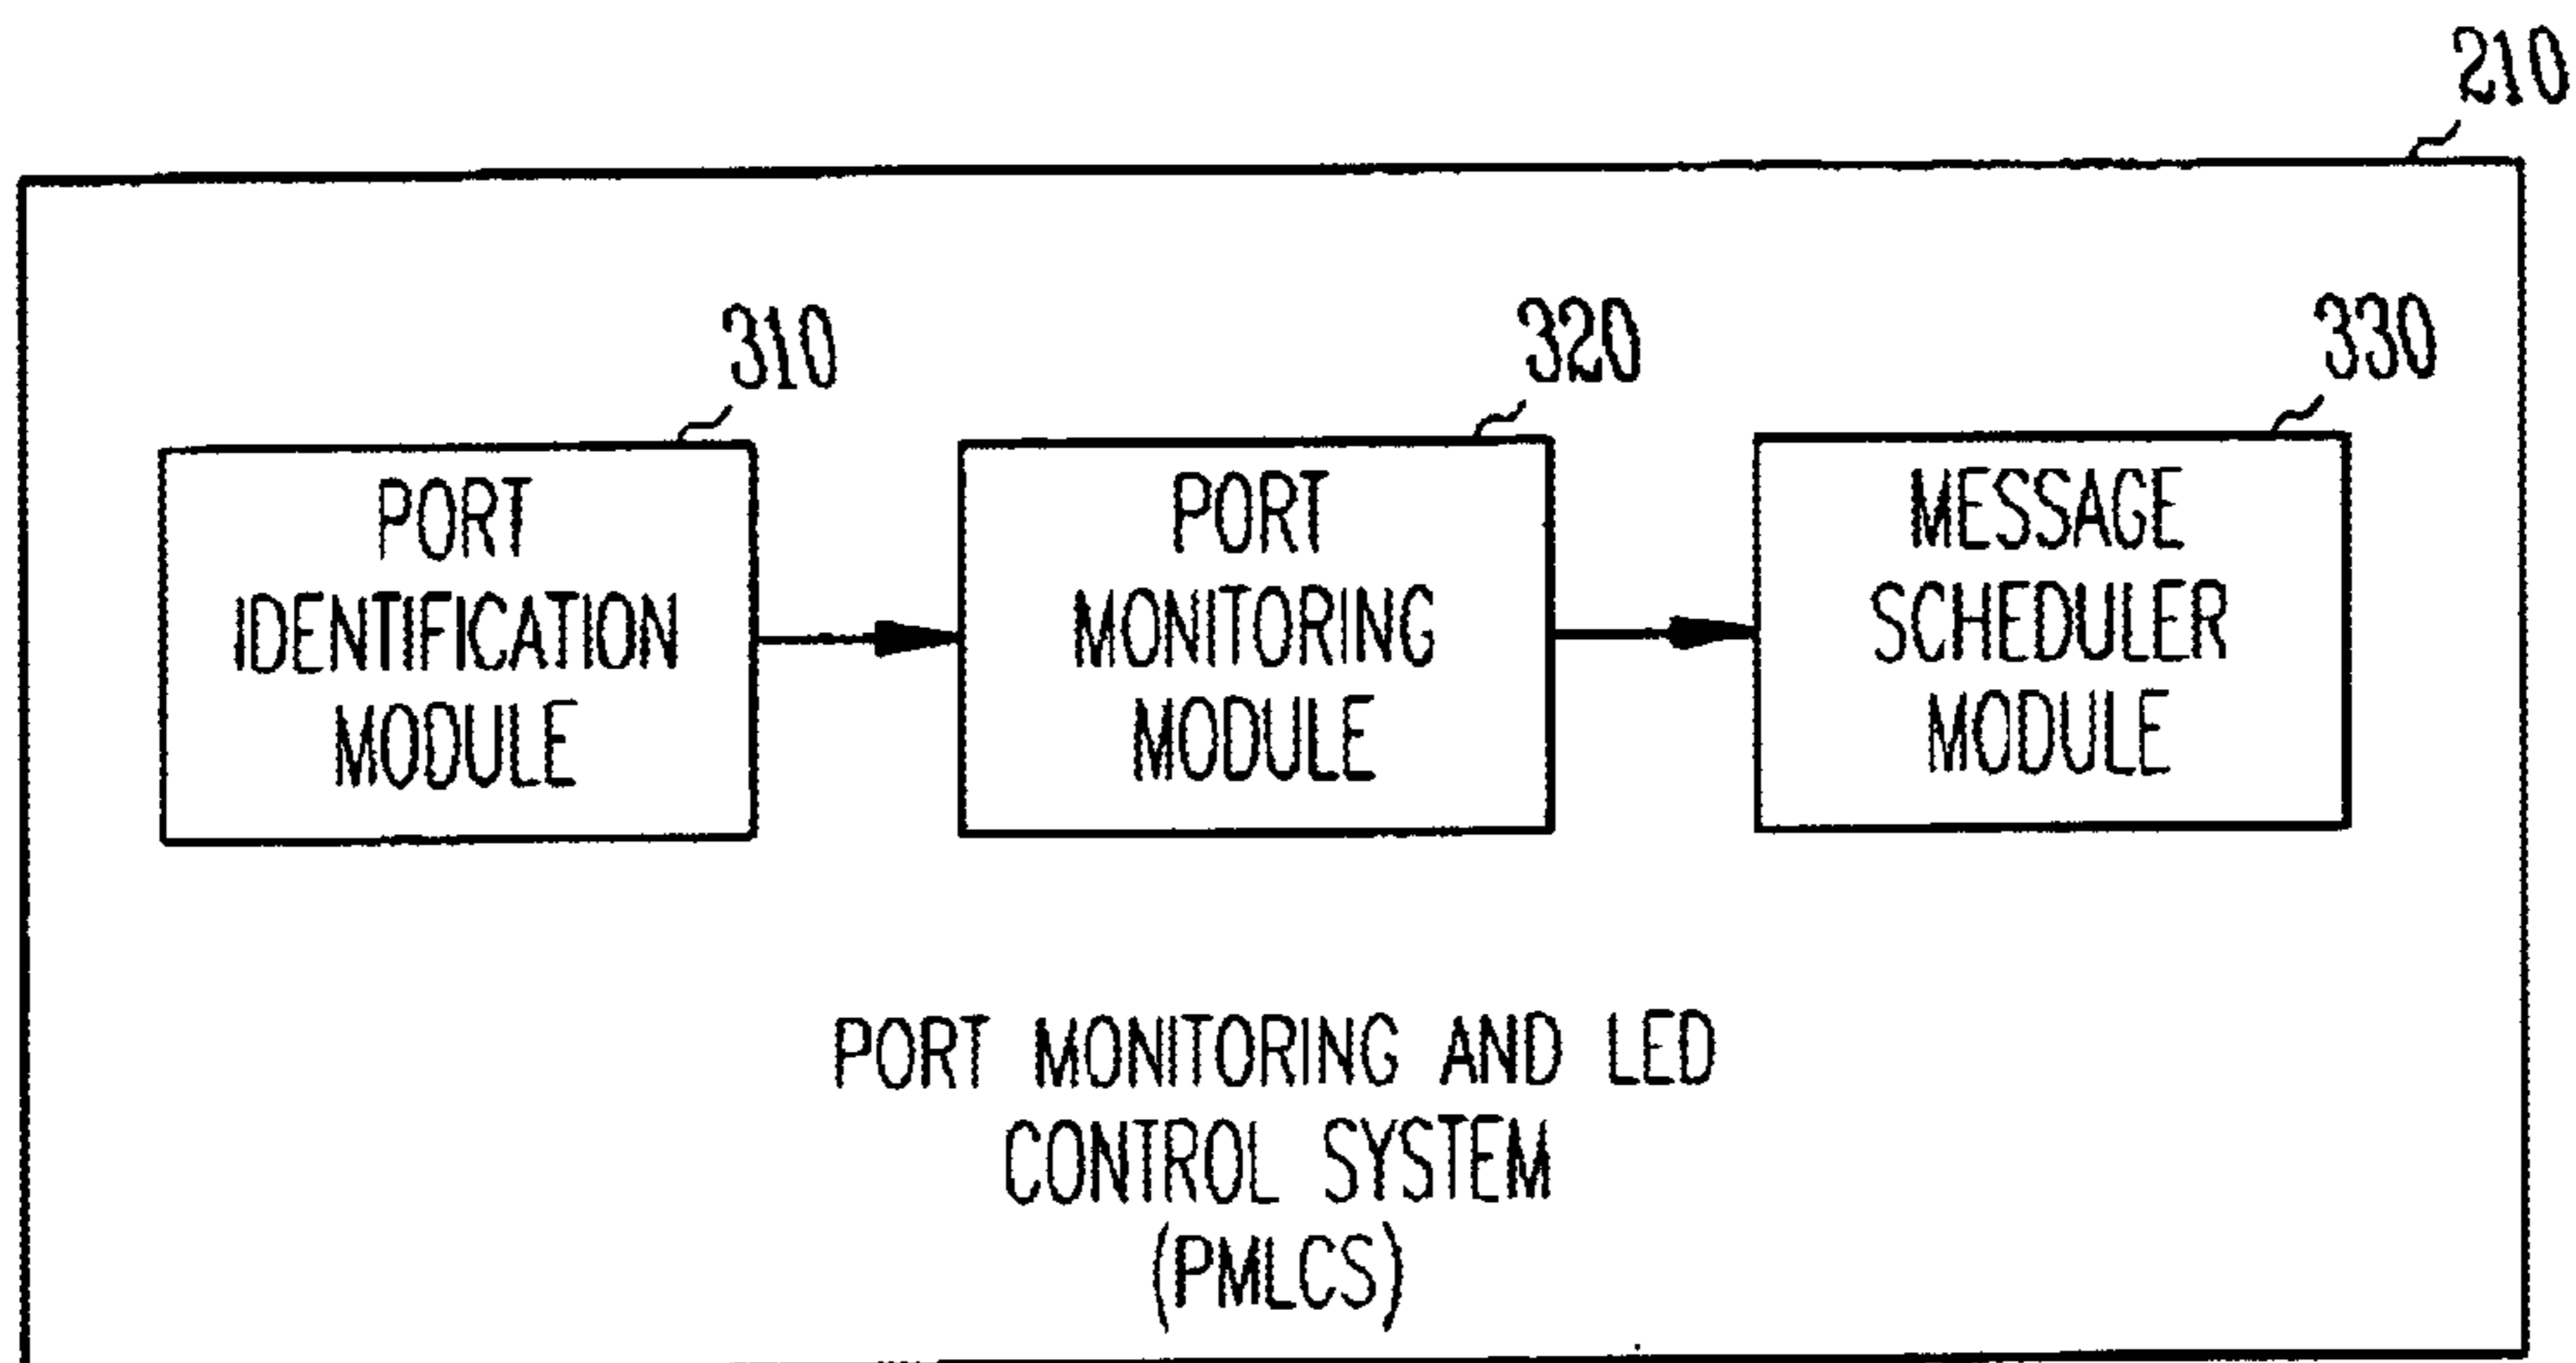 210
310
320
330
PORT
IDENTIFICATION
MODULE
PORT
MONITORING
MODULE
MESSAGE
SCHEDULER
MODULE
PORT MONITORING AND LED
CONTROL SYSTEM
(PMLCS)